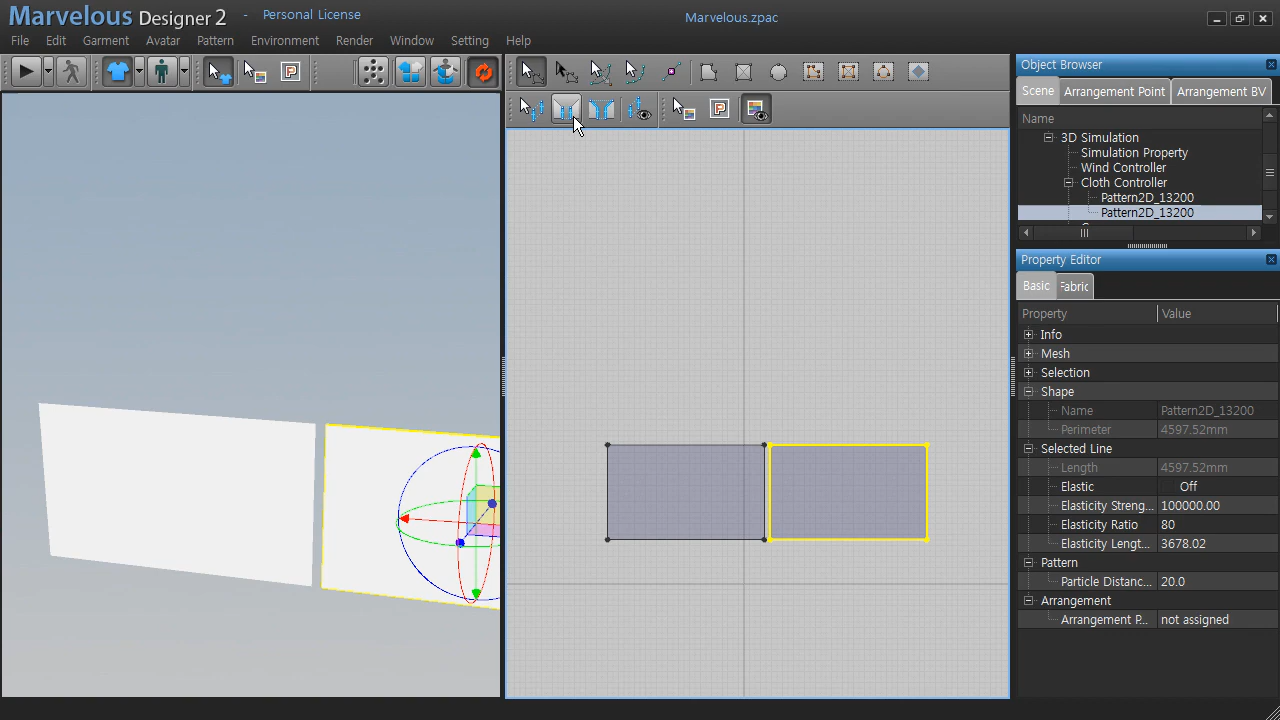 Marvelous Designer 2 - Personal License
Marvelous.zpac
File Edit Garment Avatar Pattern Environment Render Window Setting Help
Object Browser
Scene Arrangement Point Arrangement BV
Name
3D Simulation
Simulation Property
Wind Controller
Cloth Controller
Pattern2D_13200
Pattern2D_13200
Property Editor
Basic Fabric
Property Value
Info
Mesh
Selection
Shape
Name Pattern2D_13200
Perimeter 4597.52mm
Selected Line
Length 4597.52mm
Elastic Off
Elasticity Streng... 100000.00
Elasticity Ratio 80
Elasticity Lengt... 3678.02
Pattern
Particle Distanc... 20.0
Arrangement
Arrangement P... not assigned